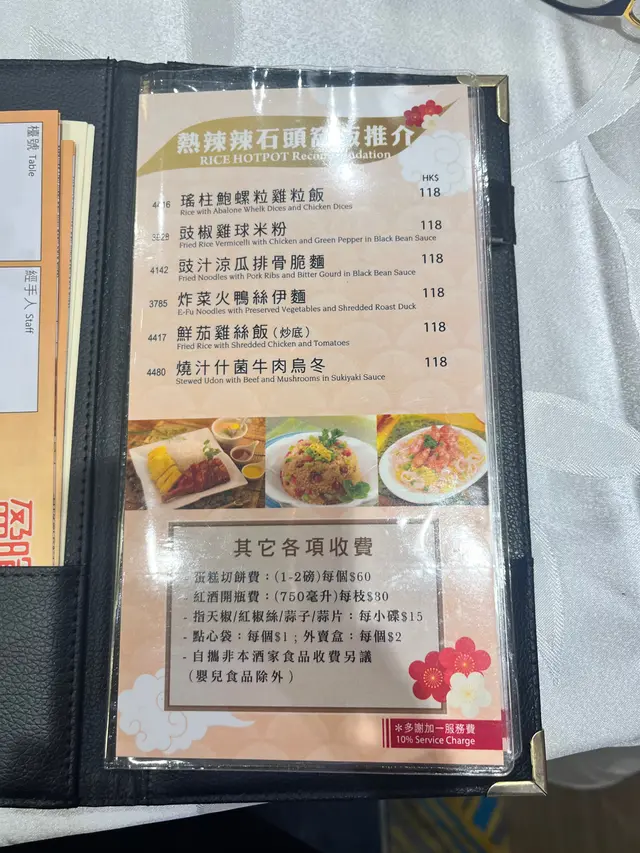 檯號 Table
經手人 Staff
熱辣辣石頭窩飯推介
RICE HOTPOT Recommendation
HK$
4416 瑤柱鮑螺粒雞粒飯 118
Rice with Abalone Whelk Dices and Chicken Dices
3828 豉椒雞球米粉 118
Fried Rice Vermicelli with Chicken and Green Pepper in Black Bean Sauce
4142 豉汁涼瓜排骨脆麵 118
Fried Noodles with Pork Ribs and Bitter Gourd in Black Bean Sauce
3785 炸菜火鴨絲伊麵 118
E-Fu Noodles with Preserved Vegetables and Shredded Roast Duck
4417 鮮茄雞絲飯 (炒底) 118
Fried Rice with Shredded Chicken and Tomatoes
4480 燒汁什菌牛肉烏冬 118
Stewed Udon with Beef and Mushrooms in Sukiyaki Sauce
其它各項收費
蛋糕切餅費：(1-2磅)每個$60
紅酒開瓶費：(750毫升)每枝$80
- 指天椒/紅椒絲/蒜子/蒜片：每小碟$15
- 點心袋：每個$1；外賣盒：每個$2
- 自攜非本酒家食品收費另議
（嬰兒食品除外）
＊多謝加一服務費
10% Service Charge